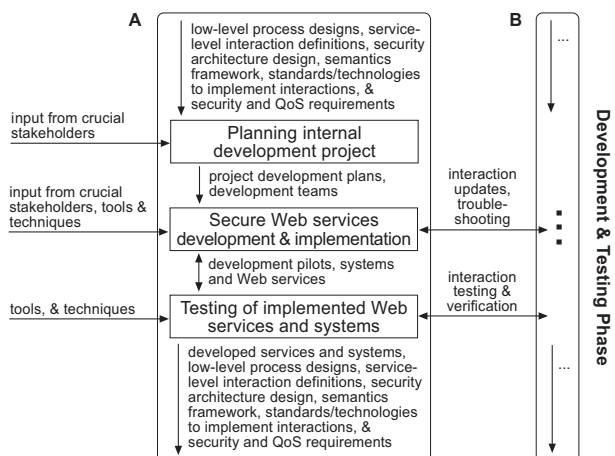 A
B
low-level process designs, service-
level interaction definitions, security
architecture design, semantics
framework, standards/technologies
to implement interactions, &
security and QoS requirements
...
input from crucial
stakeholders
Planning internal
development project
project development plans,
development teams
input from crucial
stakeholders, tools &
techniques
Secure Web services
development & implementation
interaction
updates, trouble-
shooting
development pilots, systems
and Web services
tools, & techniques
Testing of implemented Web
services and systems
interaction
testing &
verification
developed services and systems,
low-level process designs, service-
level interaction definitions, security
architecture design, semantics
framework, standards/technologies
to implement interactions, &
security and QoS requirements
...
Development & Testing Phase